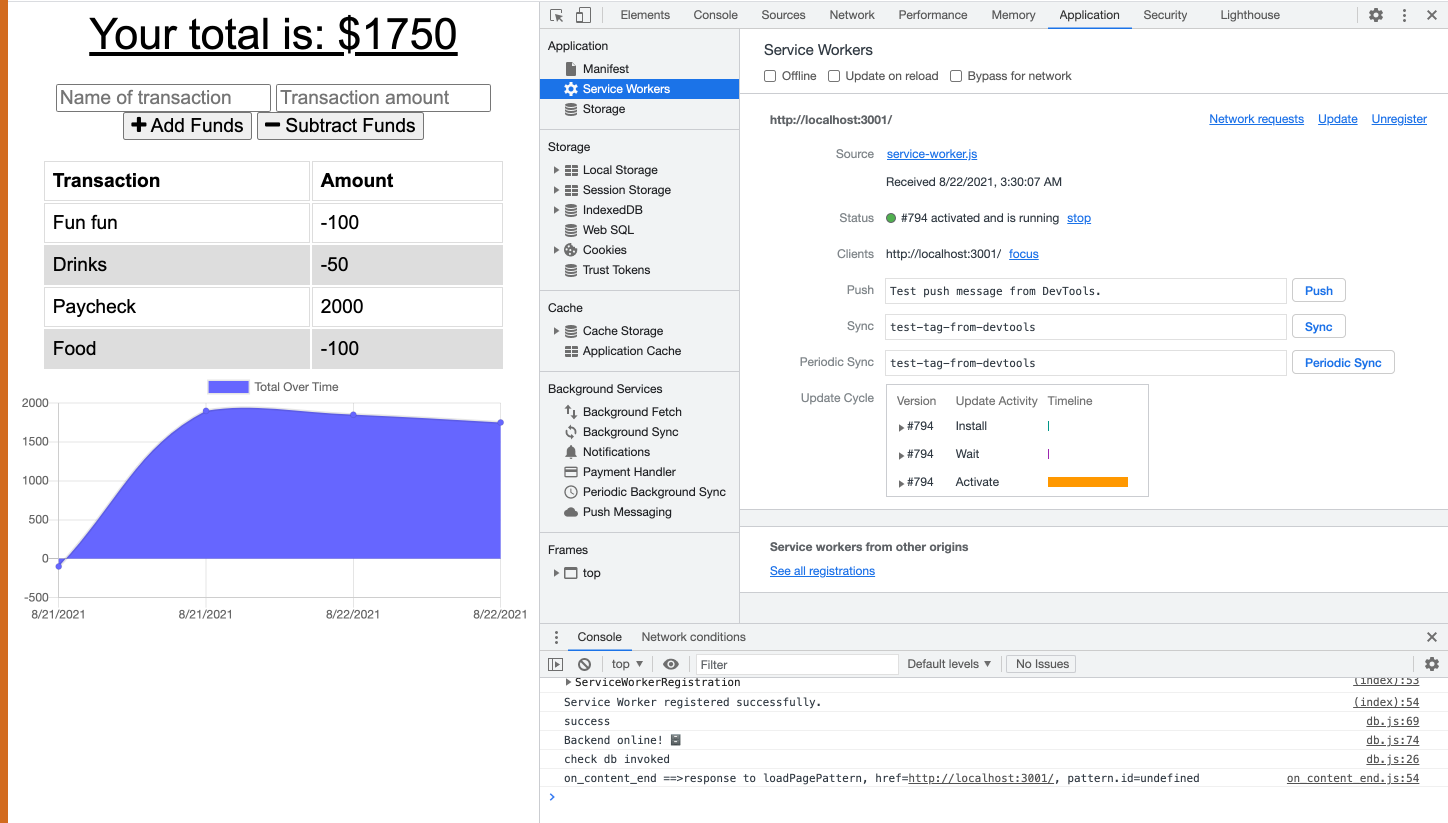 Your total is: $1750
Name of transaction Transaction amount
Add Funds Subtract Funds
Transaction Amount
Fun fun -100
Drinks -50
Paycheck 2000
Food -100
Total Over Time
2000
1500
1000
500
0
-500
8/21/2021 8/21/2021 8/22/2021 8/22/2021
Elements Console Sources Network Performance Memory Application Security Lighthouse
Application
Manifest
Service Workers
Storage
Storage
Local Storage
Session Storage
IndexedDB
Web SQL
Cookies
Trust Tokens
Cache
Cache Storage
Application Cache
Background Services
Background Fetch
Background Sync
Notifications
Payment Handler
Periodic Background Sync
Push Messaging
Frames
top
Service Workers
Offline Update on reload Bypass for network
http://localhost:3001/ Network requests Update Unregister
Source service-worker.js
Received 8/22/2021, 3:30:07 AM
Status #794 activated and is running stop
Clients http://localhost:3001/ focus
Push Test push message from DevTools. Push
Sync test-tag-from-devtools Sync
Periodic Sync test-tag-from-devtools Periodic Sync
Update Cycle Version Update Activity Timeline
#794 Install
#794 Wait
#794 Activate
Service workers from other origins
See all registrations
Console Network conditions
top Filter Default levels No Issues
ServiceWorkerRegistration (index):53
Service Worker registered successfully. (index):54
success db.js:69
Backend online! db.js:74
check db invoked db.js:26
on_content_end ==>response to loadPagePattern, href=http://localhost:3001/, pattern.id=undefined on_content_end.js:54